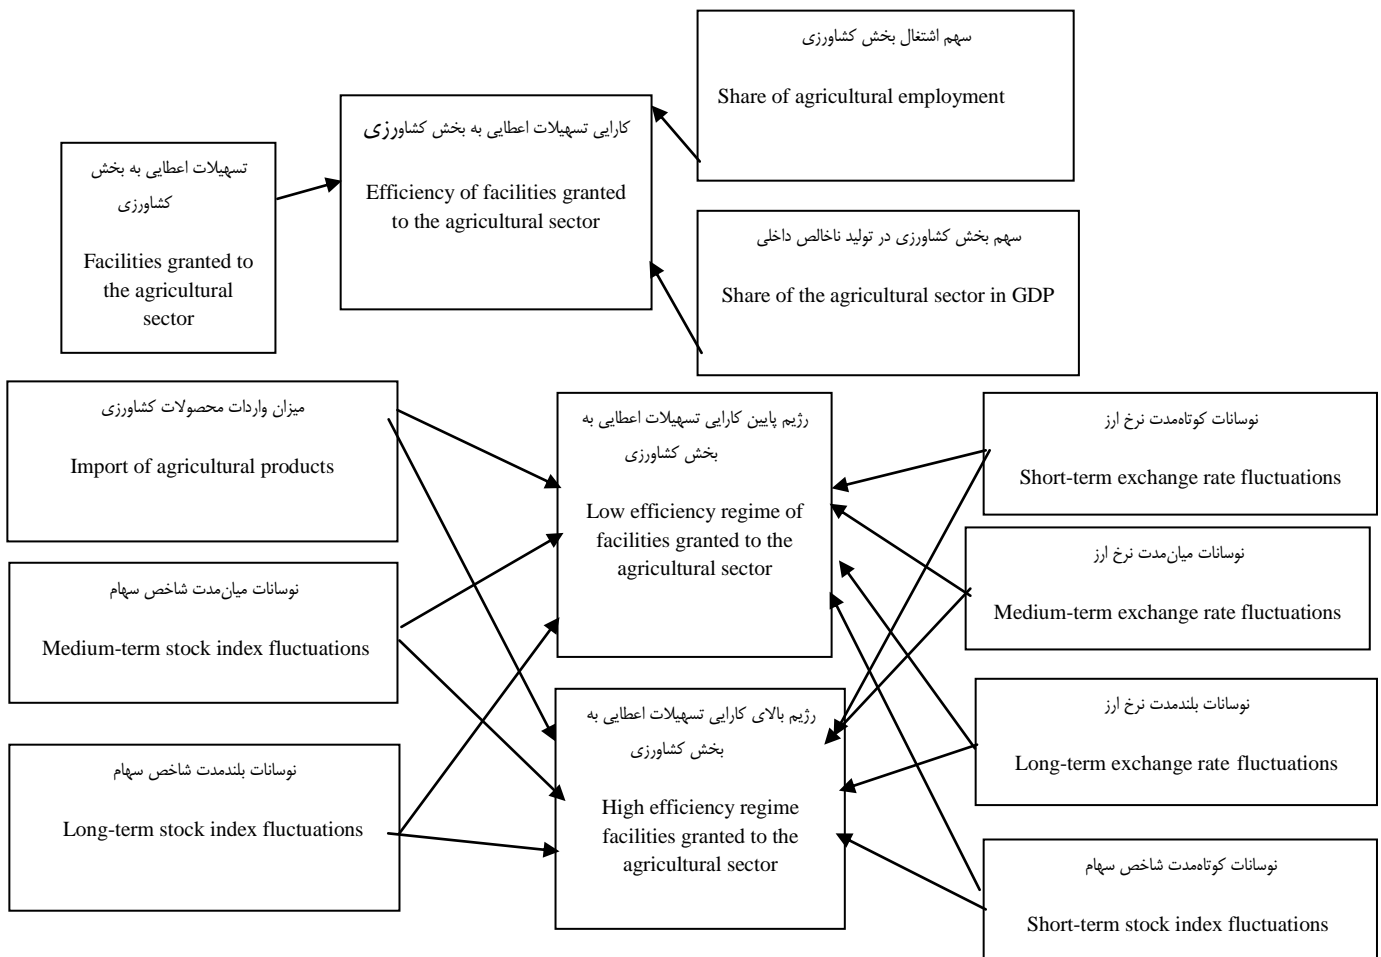 سهم اشتغال بخش کشاورزی
Share of agricultural employment
کارایی تسهیلات اعطایی به بخش کشاورزی
Efficiency of facilities granted
to the agricultural sector
تسهیلات اعطایی به بخش
کشاورزی
Facilities granted to
the agricultural
sector
سهم بخش کشاورزی در تولید ناخالص داخلی
Share of the agricultural sector in GDP
میزان واردات محصولات کشاورزی
Import of agricultural products
نوسانات میان‌مدت شاخص سهام
Medium-term stock index fluctuations
نوسانات بلندمدت شاخص سهام
Long-term stock index fluctuations
رژیم پایین کارایی تسهیلات اعطایی به
بخش کشاورزی
Low efficiency regime of
facilities granted to the
agricultural sector
رژیم بالای کارایی تسهیلات اعطایی به
بخش کشاورزی
High efficiency regime
facilities granted to the
agricultural sector
نوسانات کوتاه‌مدت نرخ ارز
Short-term exchange rate fluctuations
نوسانات میان‌مدت نرخ ارز
Medium-term exchange rate fluctuations
نوسانات بلندمدت نرخ ارز
Long-term exchange rate fluctuations
نوسانات کوتاه‌مدت شاخص سهام
Short-term stock index fluctuations